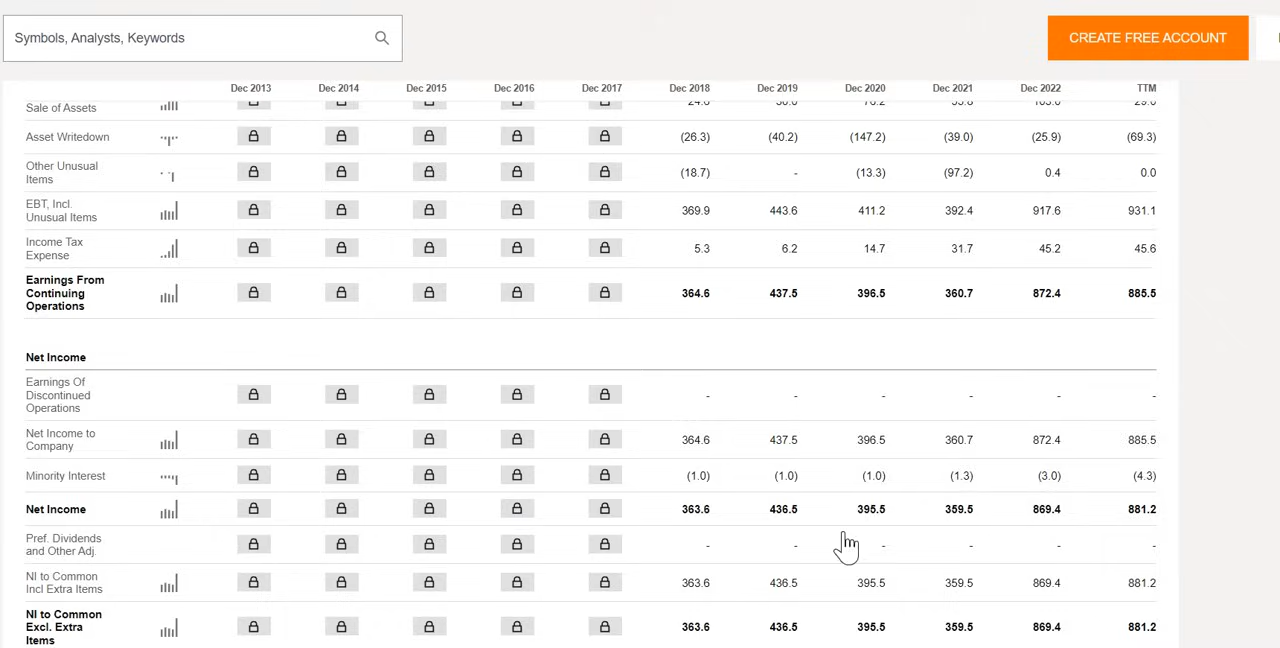 Symbols, Analysts, Keywords
CREATE FREE ACCOUNT
Dec 2013 Dec 2014 Dec 2015 Dec 2016 Dec 2017 Dec 2018 Dec 2019 Dec 2020 Dec 2021 Dec 2022 TTM
Sale of Assets
Asset Writedown (26.3) (40.2) (147.2) (39.0) (25.9) (69.3)
Other Unusual
Items (18.7) - (13.3) (97.2) 0.4 0.0
EBT, Incl.
Unusual Items 369.9 443.6 411.2 392.4 917.6 931.1
Income Tax
Expense 5.3 6.2 14.7 31.7 45.2 45.6
Earnings From
Continuing 364.6 437.5 396.5 360.7 872.4 885.5
Operations
Net Income
Earnings Of
Discontinued - - - - - -
Operations
Net Income to
Company 364.6 437.5 396.5 360.7 872.4 885.5
Minority Interest (1.0) (1.0) (1.0) (1.3) (3.0) (4.3)
Net Income 363.6 436.5 395.5 359.5 869.4 881.2
Pref. Dividends
and Other Adj. - - - - - -
NI to Common
Incl Extra Items 363.6 436.5 395.5 359.5 869.4 881.2
NI to Common
Excl. Extra 363.6 436.5 395.5 359.5 869.4 881.2
Items